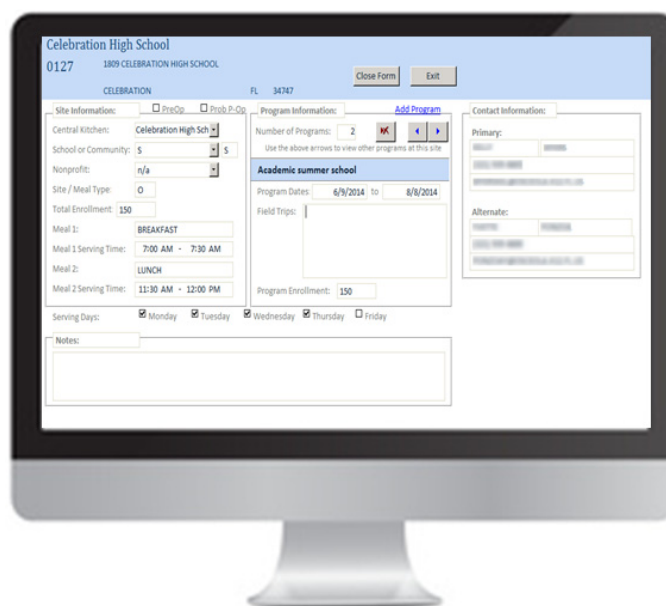 Celebration High School
0127 1809 CELEBRATION HIGH SCHOOL
Close Form Exit
CELEBRATION FL 34747
Site Information: PreOp Prob P-Op Program Information: Add Program Contact Information:
Central Kitchen: Celebration High Sch Number of Programs: 2 Primary:
School or Community: S S Use the above arrows to view other programs at this site
Nonprofit: n/a Academic summer school
Site / Meal Type: O Program Dates: 6/9/2014 to 8/8/2014
Total Enrollment: 150 Field Trips: Alternate:
Meal 1: BREAKFAST
Meal 1 Serving Time: 7:00 AM - 7:30 AM
Meal 2: LUNCH
Meal 2 Serving Time: 11:30 AM - 12:00 PM Program Enrollment: 150
Serving Days: Monday Tuesday Wednesday Thursday Friday
Notes: